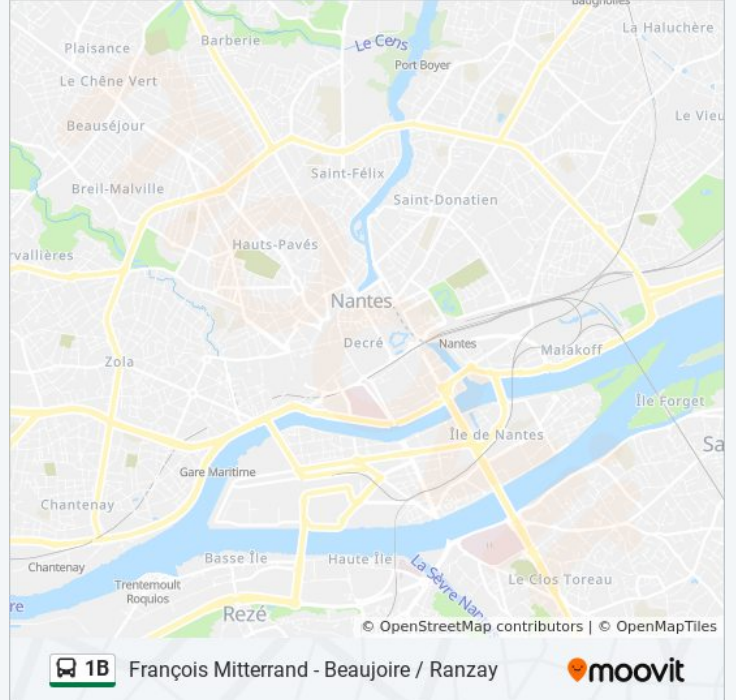 baugnolles
La Haluchère
Barberie
Plaisance
Le Cens
Port Boyer
Le Chêne Vert
Le Vieu
Beauséjour
Saint-Félix
Breil-Malville
Saint-Donatien
Hauts-Pavés
rvallières
Nantes
Decré
Nantes
Malakoff
Zola
Île Forget
Île de Nantes
Sa
Gare Maritime
Chantenay
Basse Île
Haute Île
Chantenay
La Sèvre Nan
Le Clos Toreau
Trentemoult
Roquios
re
Rezé
© OpenStreetMap contributors | © OpenMapTiles
1B François Mitterrand - Beaujoire / Ranzay
moovit